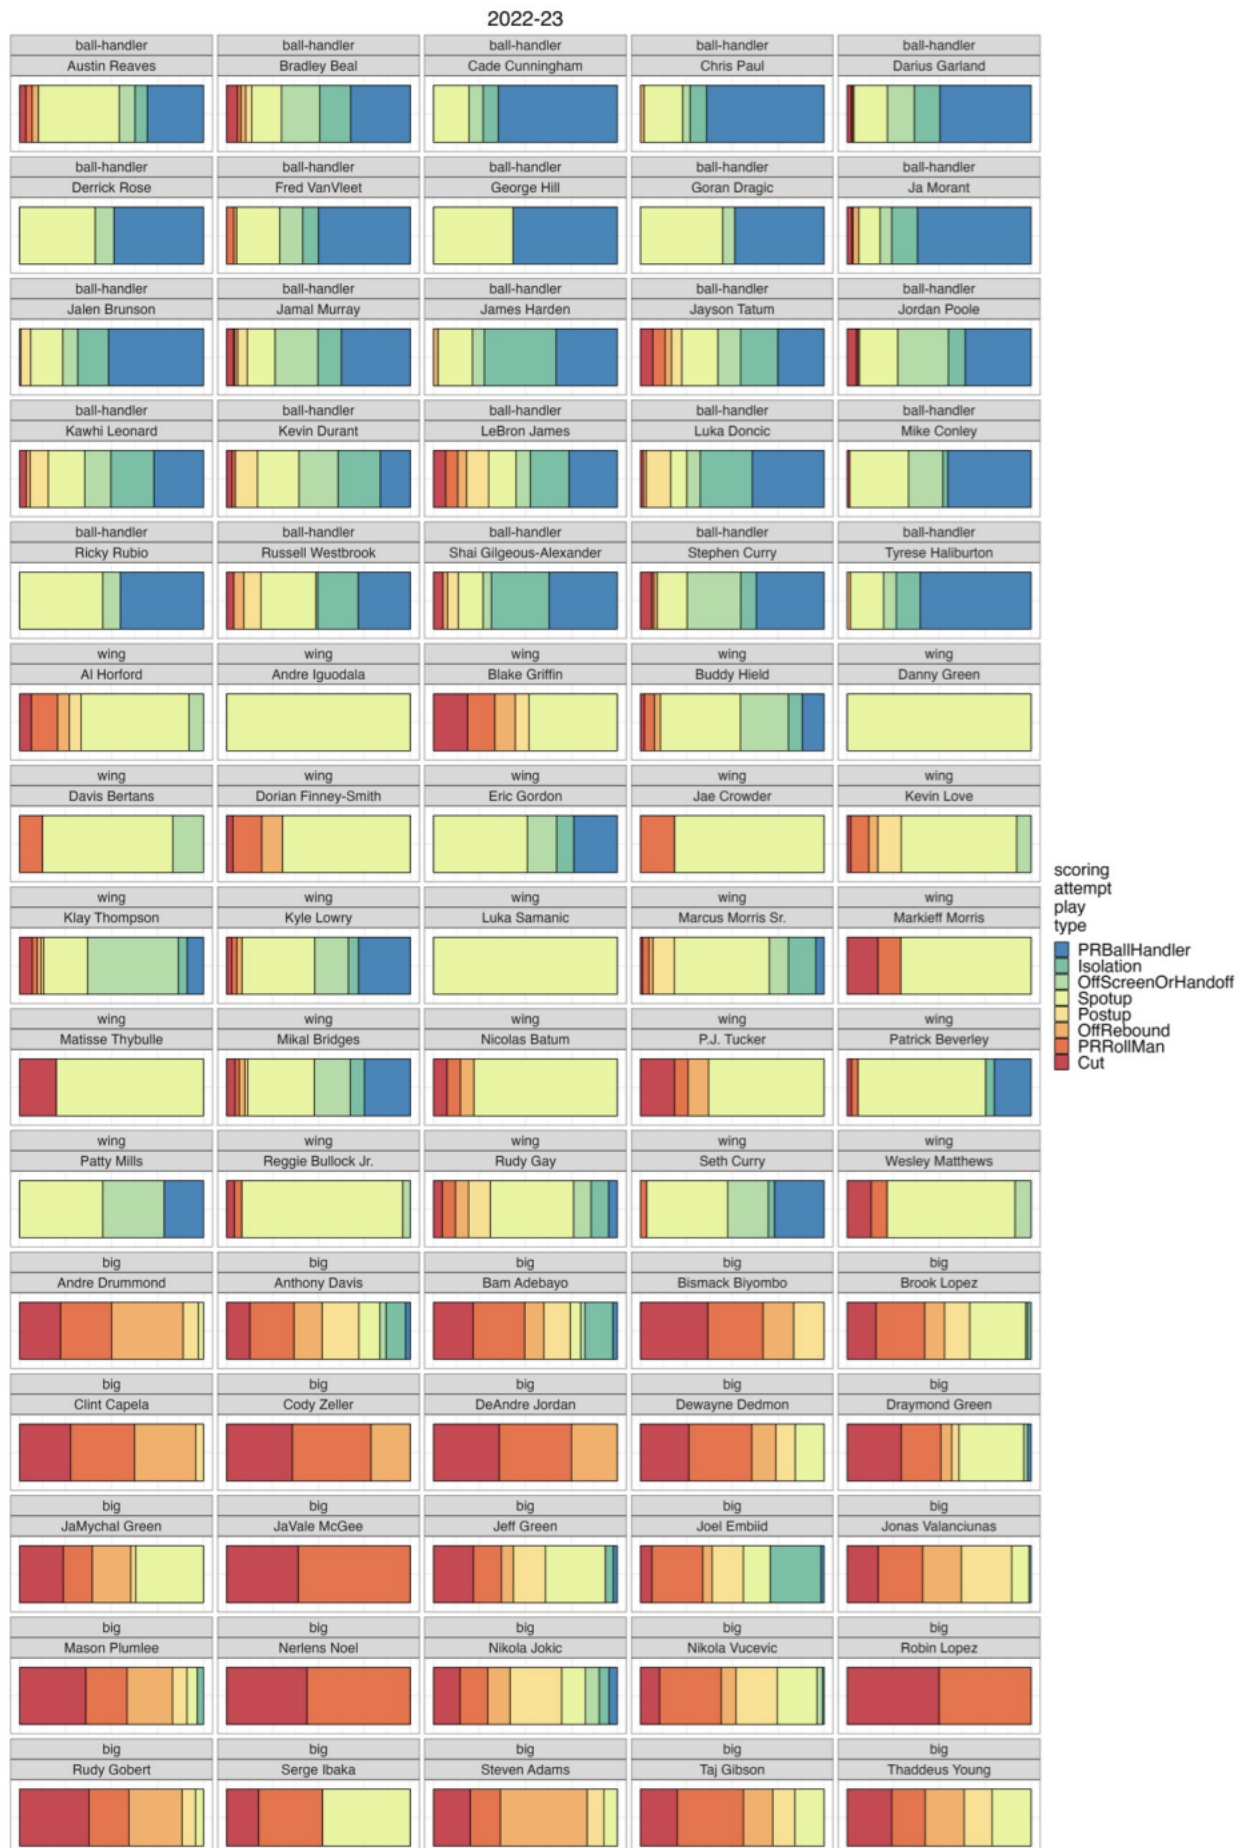 2022-23
ball-handler ball-handler ball-handler ball-handler ball-handler
Austin Reaves Bradley Beal Cade Cunningham Chris Paul Darius Garland
ball-handler ball-handler ball-handler ball-handler ball-handler
Derrick Rose Fred VanVleet George Hill Goran Dragic Ja Morant
ball-handler ball-handler ball-handler ball-handler ball-handler
Jalen Brunson Jamal Murray James Harden Jayson Tatum Jordan Poole
ball-handler ball-handler ball-handler ball-handler ball-handler
Kawhi Leonard Kevin Durant LeBron James Luka Doncic Mike Conley
ball-handler ball-handler ball-handler ball-handler ball-handler
Ricky Rubio Russell Westbrook Shai Gilgeous-Alexander Stephen Curry Tyrese Haliburton
wing wing wing wing wing
Al Horford Andre Iguodala Blake Griffin Buddy Hield Danny Green
wing wing wing wing wing
Davis Bertans Dorian Finney-Smith Eric Gordon Jae Crowder Kevin Love
wing wing wing wing wing
Klay Thompson Kyle Lowry Luka Samanic Marcus Morris Sr. Markieff Morris
wing wing wing wing wing
Matisse Thybulle Mikal Bridges Nicolas Batum P.J. Tucker Patrick Beverley
wing wing wing wing wing
Patty Mills Reggie Bullock Jr. Rudy Gay Seth Curry Wesley Matthews
big big big big big
Andre Drummond Anthony Davis Bam Adebayo Bismack Biyombo Brook Lopez
big big big big big
Clint Capela Cody Zeller DeAndre Jordan Dewayne Dedmon Draymond Green
big big big big big
JaMychal Green JaVale McGee Jeff Green Joel Embiid Jonas Valanciunas
big big big big big
Mason Plumlee Nerlens Noel Nikola Jokic Nikola Vucevic Robin Lopez
big big big big big
Rudy Gobert Serge Ibaka Steven Adams Taj Gibson Thaddeus Young
scoring
attempt
play
type
PRBallHandler
Isolation
OffScreenOrHandoff
Spotup
Postup
OffRebound
PRRollMan
Cut